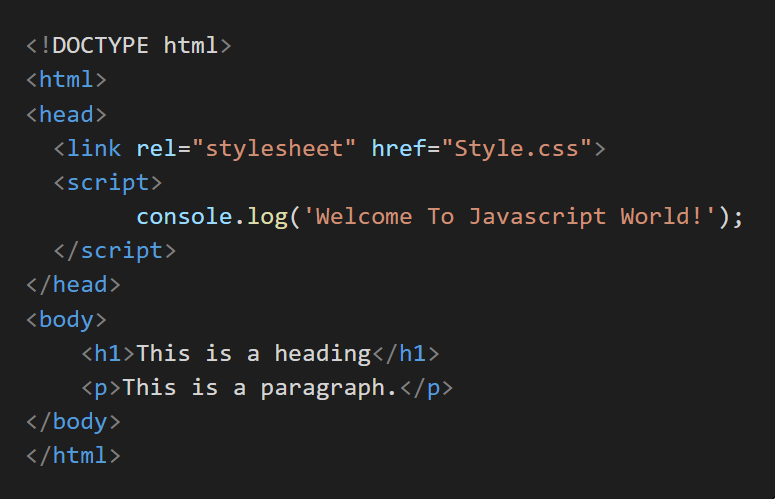 <!DOCTYPE html>
<html>
<head>
  <link rel="stylesheet" href="Style.css">
  <script>
        console.log('Welcome To Javascript World!');
  </script>
</head>
<body>
    <h1>This is a heading</h1>
    <p>This is a paragraph.</p>
</body>
</html>